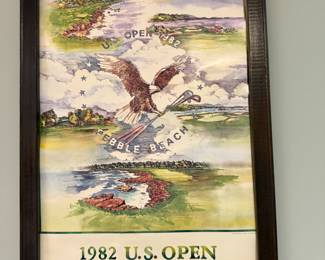 U.S. OPEN 1982
PEBBLE BEACH
1982 U.S. OPEN